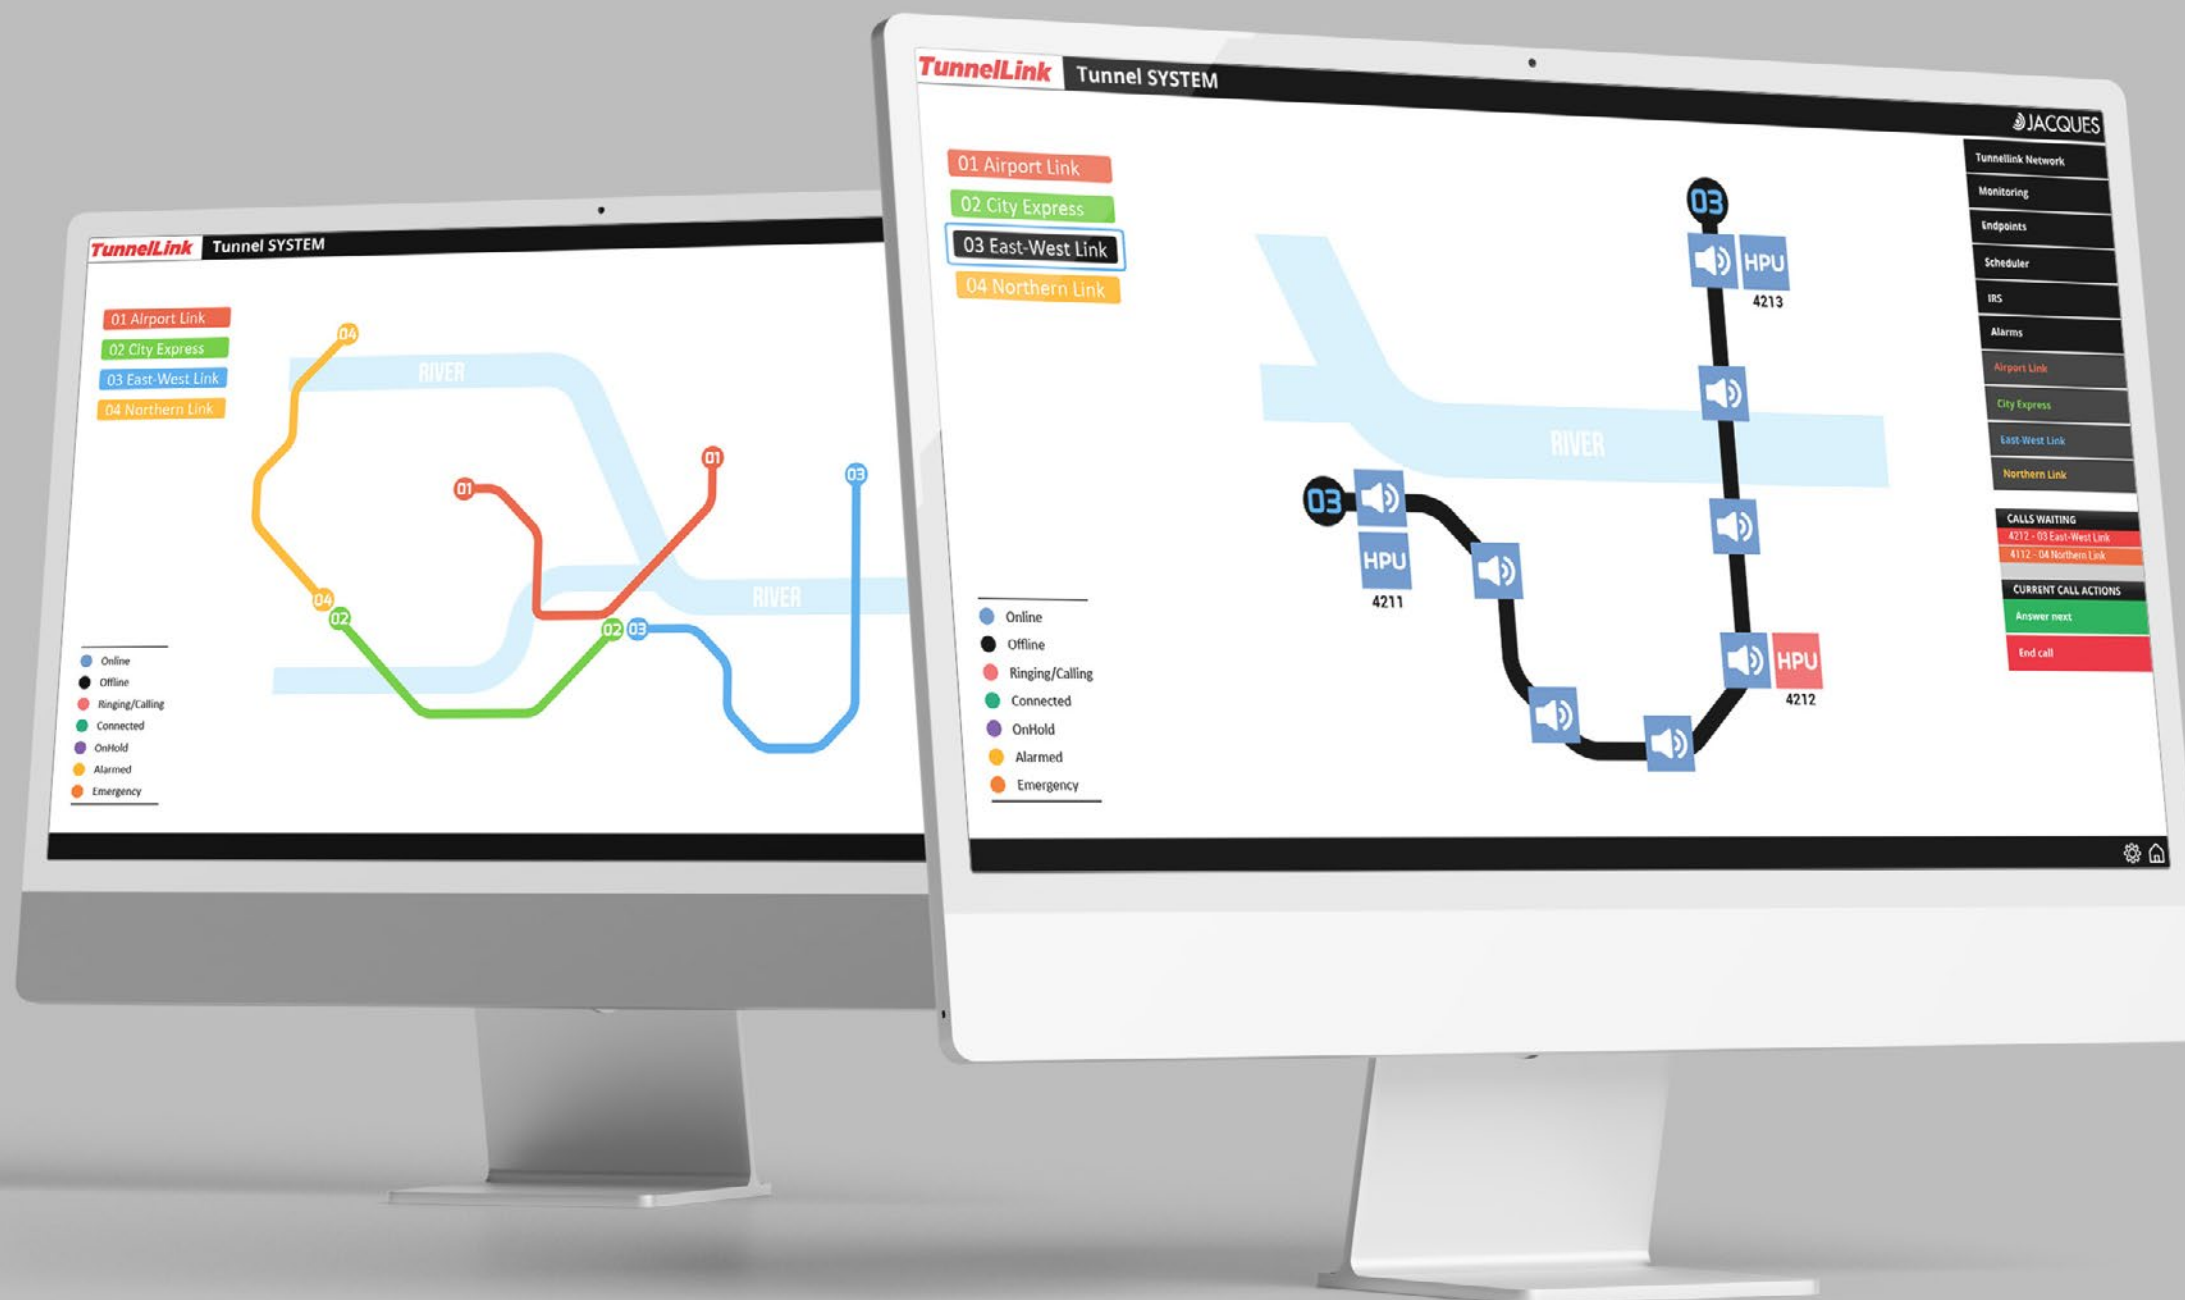 TunnelLink Tunnel SYSTEM
01 Airport Link
02 City Express
03 East-West Link
04 Northern Link
04
RIVER
01
01
03
04
02
02
03
RIVER
Online
Offline
Ringing/Calling
Connected
OnHold
Alarmed
Emergency
TunnelLink Tunnel SYSTEM
JACQUES
01 Airport Link
02 City Express
03 East-West Link
04 Northern Link
03
HPU
4213
RIVER
03
HPU
4211
HPU
4212
Online
Offline
Ringing/Calling
Connected
OnHold
Alarmed
Emergency
Tunnellink Network
Monitoring
Endpoints
Scheduler
IRS
Alarms
Airport Link
City Express
East-West Link
Northern Link
CALLS WAITING
4212 - 03 East-West Link
4112 - 04 Northern Link
CURRENT CALL ACTIONS
Answer next
End call